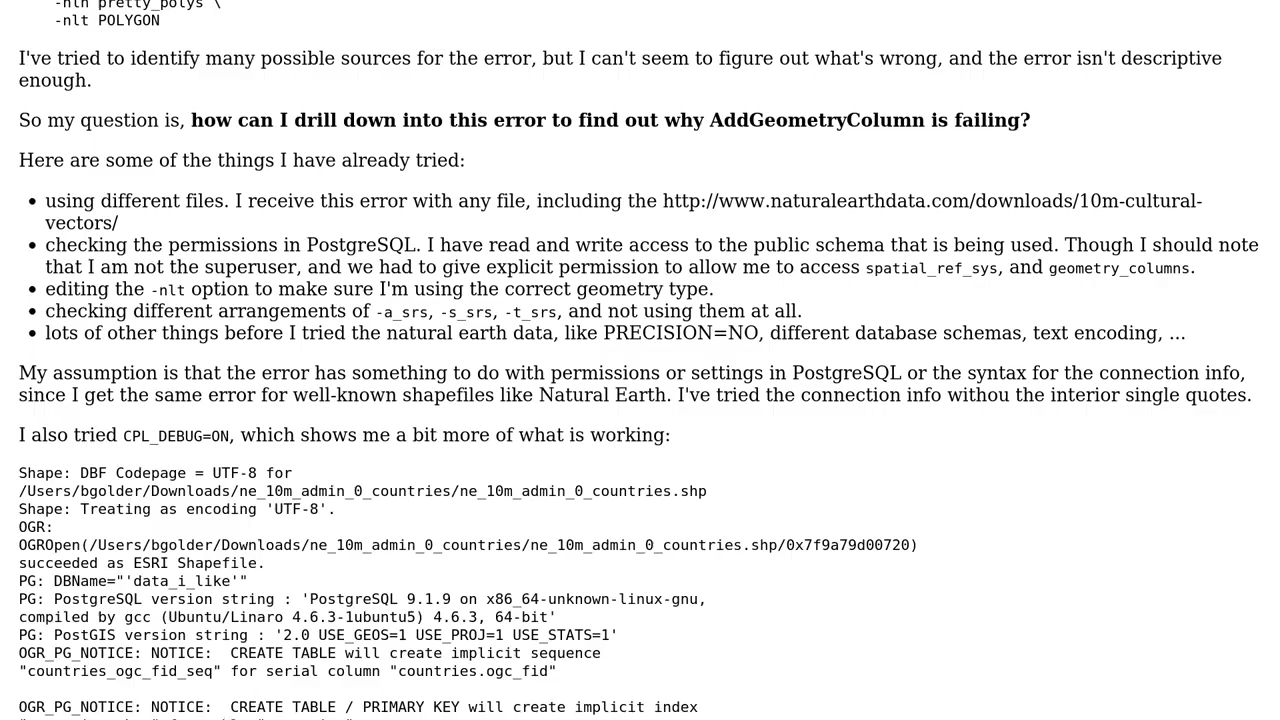 -nln pretty_polys \
-nlt POLYGON
I've tried to identify many possible sources for the error, but I can't seem to figure out what's wrong, and the error isn't descriptive
enough.
So my question is, how can I drill down into this error to find out why AddGeometryColumn is failing?
Here are some of the things I have already tried:
• using different files. I receive this error with any file, including the http://www.naturalearthdata.com/downloads/10m-cultural-
vectors/
• checking the permissions in PostgreSQL. I have read and write access to the public schema that is being used. Though I should note
that I am not the superuser, and we had to give explicit permission to allow me to access spatial_ref_sys, and geometry_columns.
• editing the -nlt option to make sure I'm using the correct geometry type.
• checking different arrangements of -a_srs, -s_srs, -t_srs, and not using them at all.
• lots of other things before I tried the natural earth data, like PRECISION=NO, different database schemas, text encoding, ...
My assumption is that the error has something to do with permissions or settings in PostgreSQL or the syntax for the connection info,
since I get the same error for well-known shapefiles like Natural Earth. I've tried the connection info withou the interior single quotes.
I also tried CPL_DEBUG=ON, which shows me a bit more of what is working:
Shape: DBF Codepage = UTF-8 for
/Users/bgolder/Downloads/ne_10m_admin_0_countries/ne_10m_admin_0_countries.shp
Shape: Treating as encoding 'UTF-8'.
OGR:
OGROpen(/Users/bgolder/Downloads/ne_10m_admin_0_countries/ne_10m_admin_0_countries.shp/0x7f9a79d00720)
succeeded as ESRI Shapefile.
PG: DBName="'data_i_like'"
PG: PostgreSQL version string : 'PostgreSQL 9.1.9 on x86_64-unknown-linux-gnu,
compiled by gcc (Ubuntu/Linaro 4.6.3-1ubuntu5) 4.6.3, 64-bit'
PG: PostGIS version string : '2.0 USE_GEOS=1 USE_PROJ=1 USE_STATS=1'
OGR_PG_NOTICE: NOTICE:  CREATE TABLE will create implicit sequence
"countries_ogc_fid_seq" for serial column "countries.ogc_fid"
OGR_PG_NOTICE: NOTICE:  CREATE TABLE / PRIMARY KEY will create implicit index